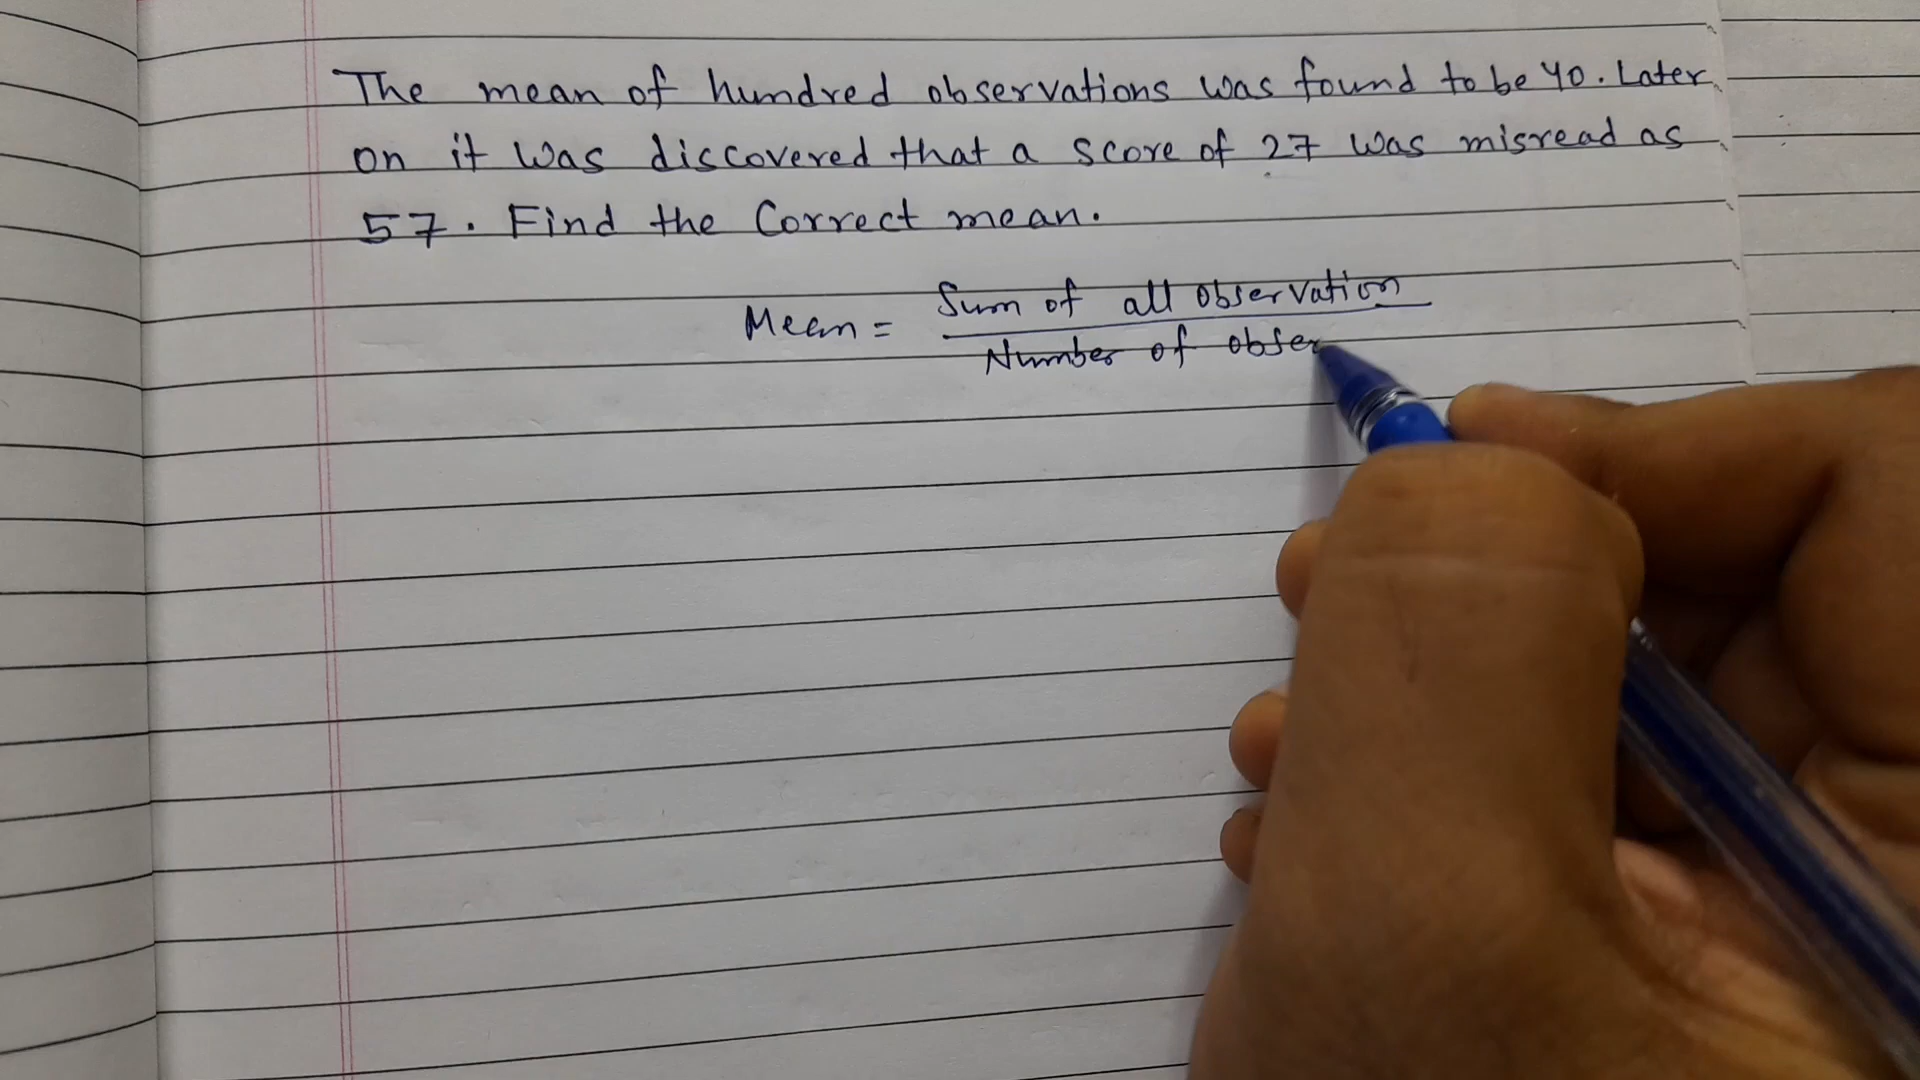 The mean of hundred observations was found to be 40. Later
on it was discovered that a score of 27 was misread as
57. Find the Correct mean.
Mean = Sum of all observation
Number of obser